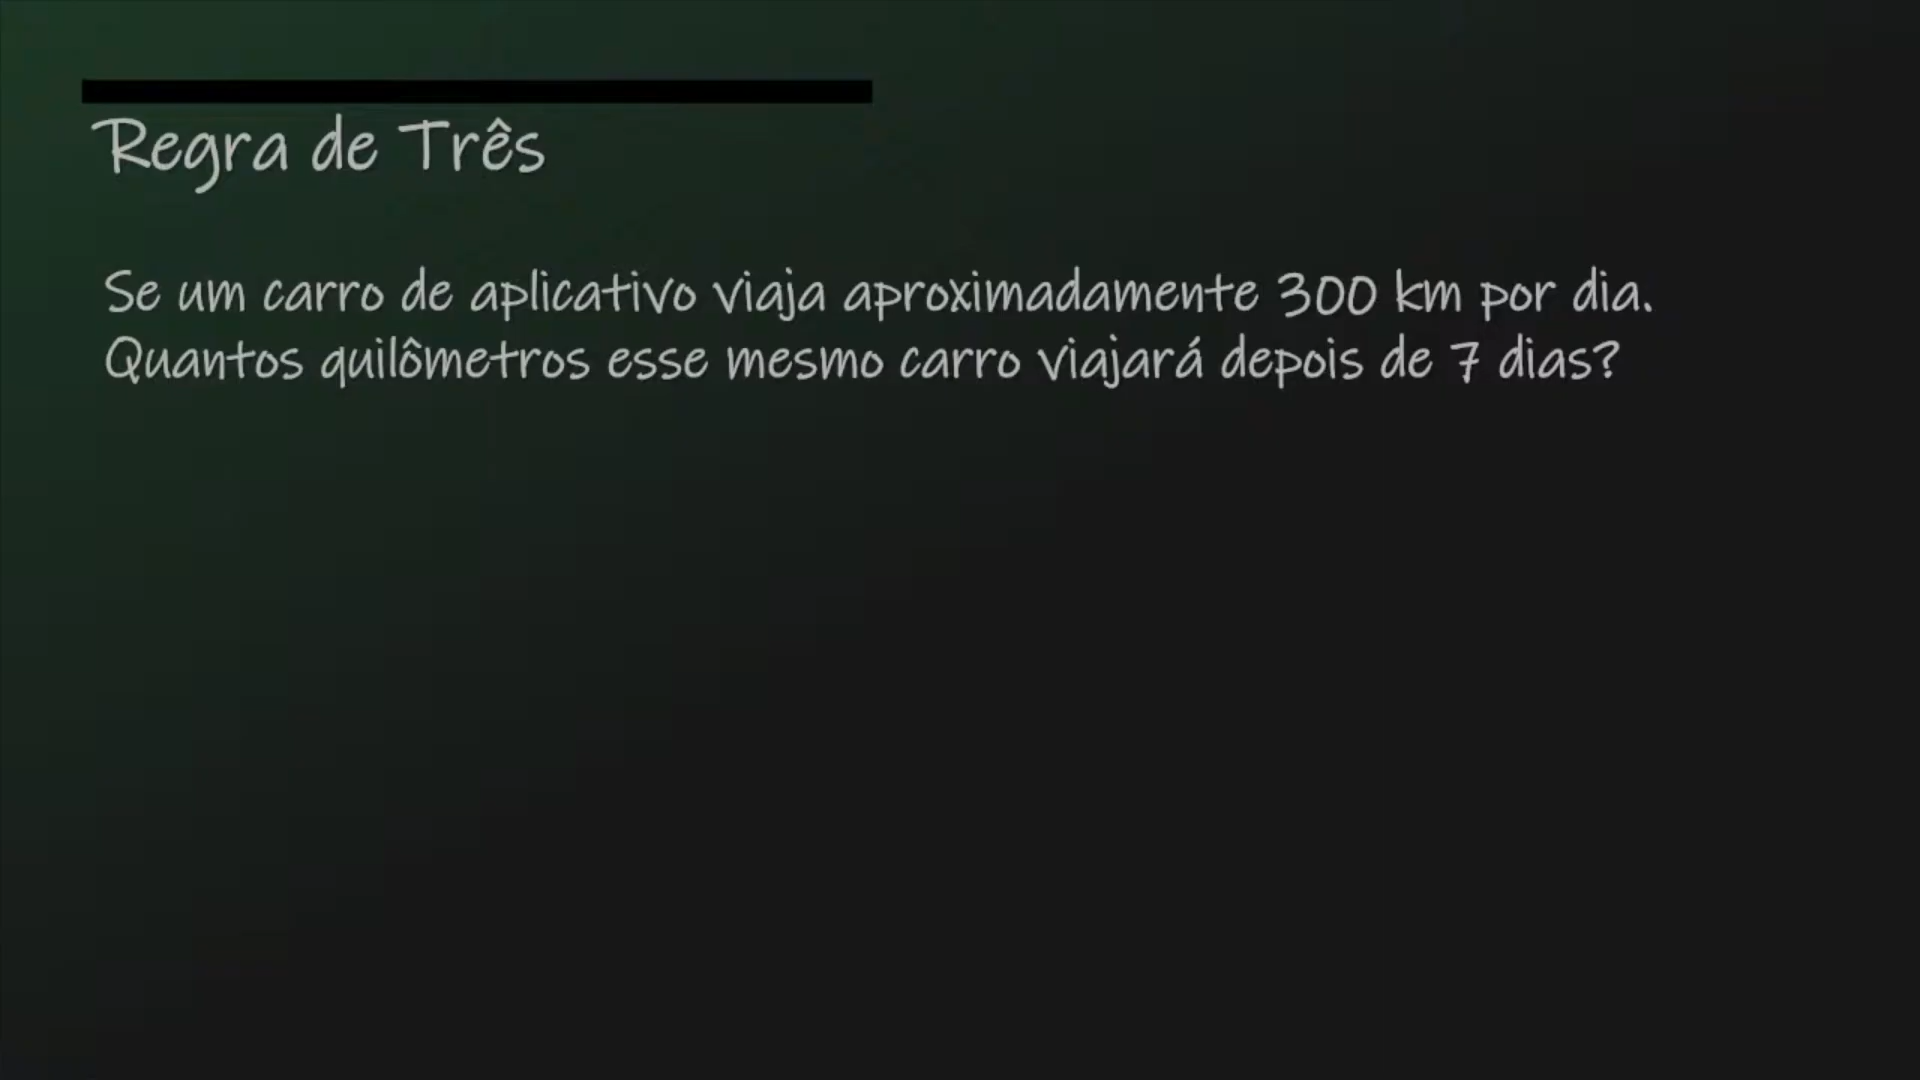 Regra de Três
Se um carro de aplicativo viaja aproximadamente 300 km por dia.
Quantos quilômetros esse mesmo carro viajará depois de 7 dias?